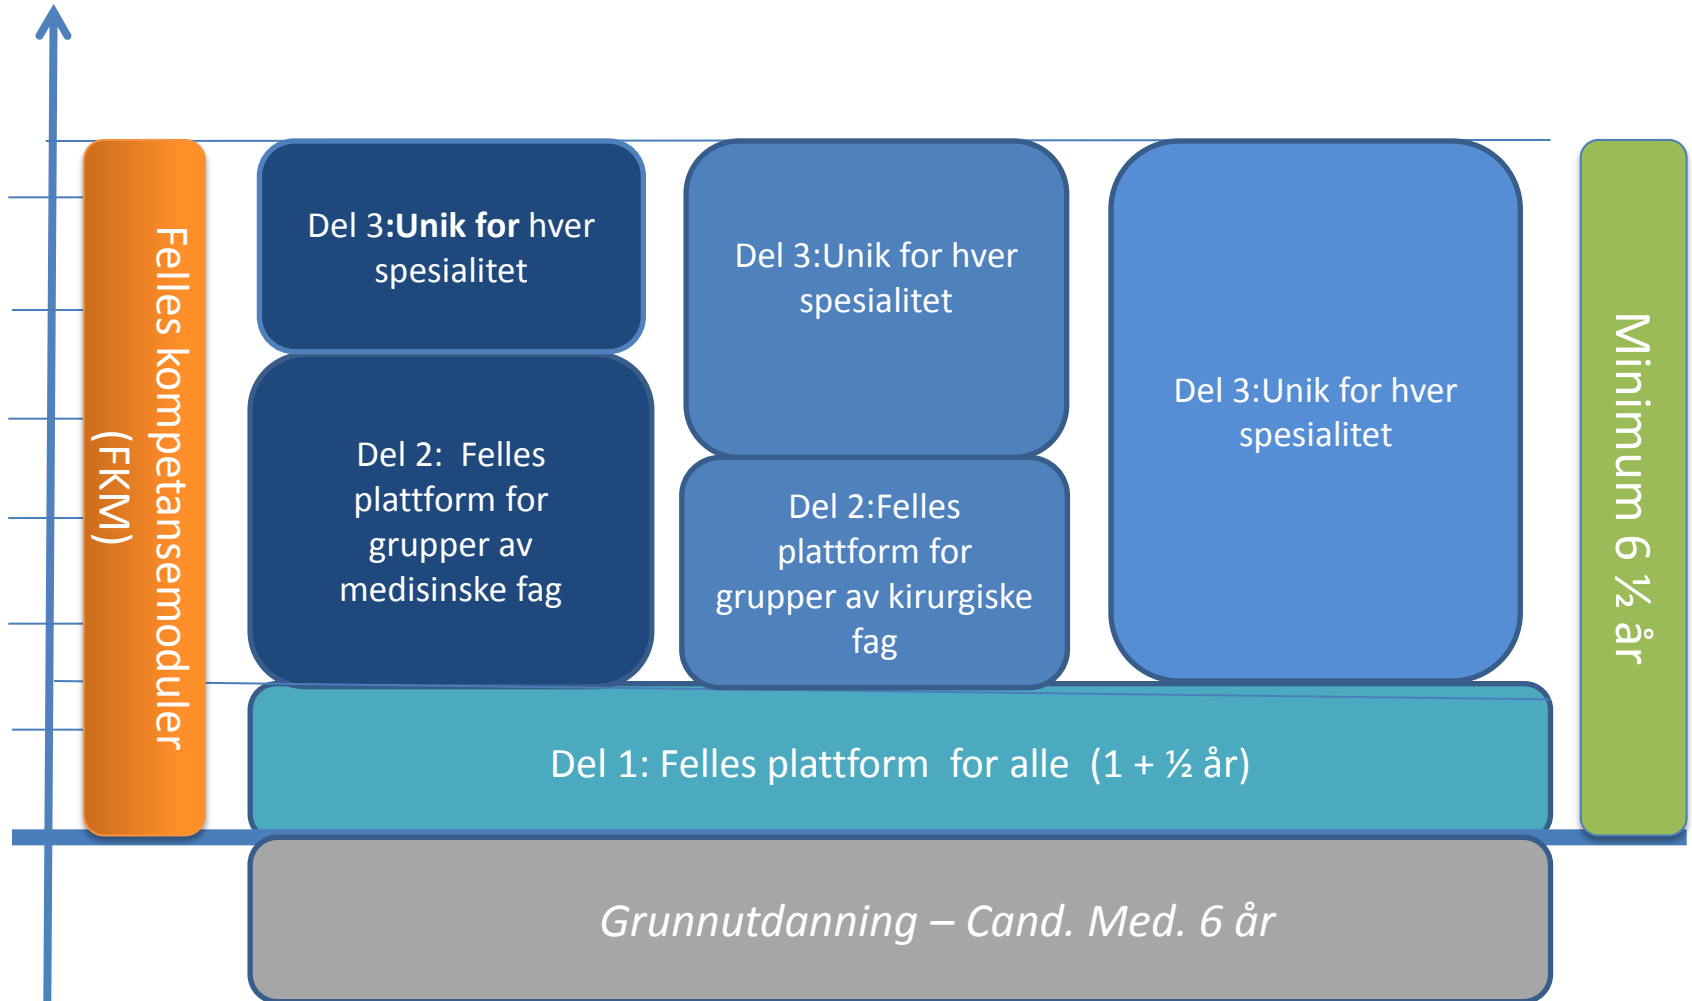 Felles kompetansemoduler
(FKM)
Del 3:Unik for hver
spesialitet
Del 2:  Felles
plattform for
grupper av
medisinske fag
Del 3:Unik for hver
spesialitet
Del 2:Felles
plattform for
grupper av kirurgiske
fag
Del 3:Unik for hver
spesialitet
Minimum 6 ½ år
Del 1: Felles plattform  for alle  (1 + ½ år)
Grunnutdanning – Cand. Med. 6 år